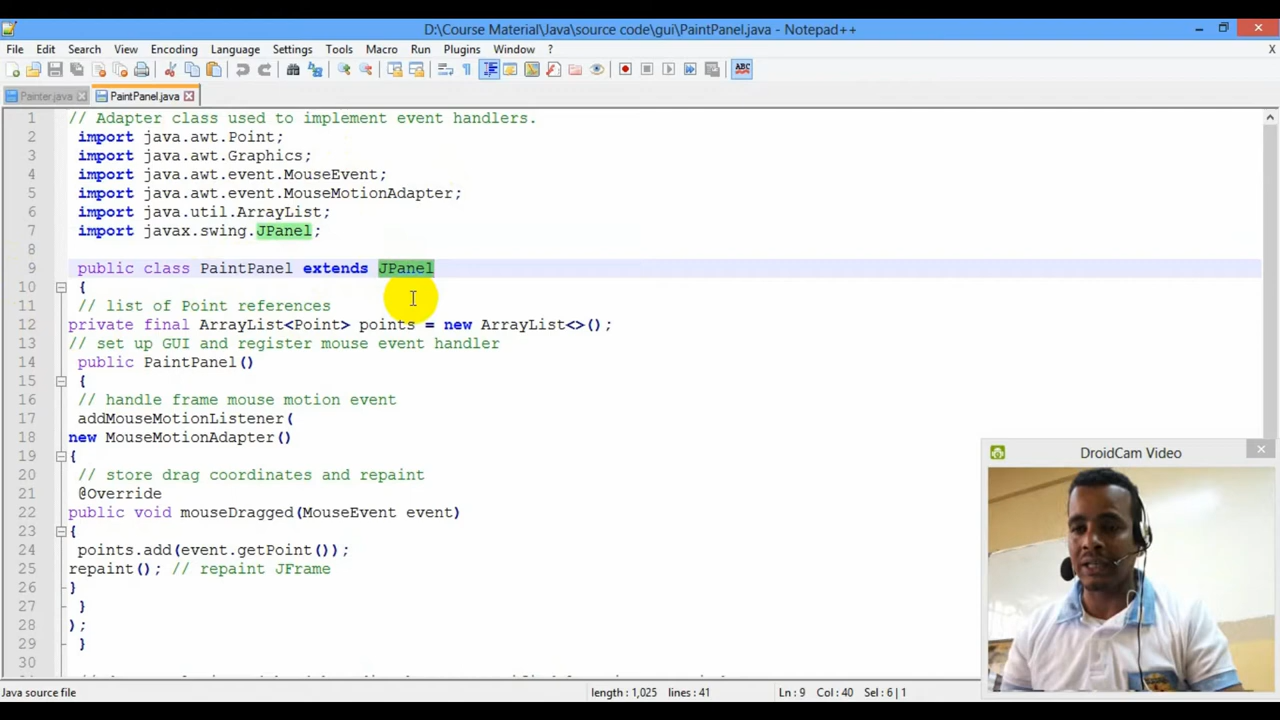 D:\Course Material\Java\source code\gui\PaintPanel.java - Notepad++
File Edit Search View Encoding Language Settings Tools Macro Run Plugins Window ? X
ABC
Painter.java PaintPanel.java
1 // Adapter class used to implement event handlers.
2 import java.awt.Point;
3 import java.awt.Graphics;
4 import java.awt.event.MouseEvent;
5 import java.awt.event.MouseMotionAdapter;
6 import java.util.ArrayList;
7 import javax.swing.JPanel;
8
9 public class PaintPanel extends JPanel
10 {
11 // list of Point references
12 private final ArrayList<Point> points = new ArrayList<>();
13 // set up GUI and register mouse event handler
14 public PaintPanel()
15 {
16 // handle frame mouse motion event
17 addMouseMotionListener(
18 new MouseMotionAdapter()
19 {
20 // store drag coordinates and repaint
21 @Override
22 public void mouseDragged(MouseEvent event)
23 {
24 points.add(event.getPoint());
25 repaint(); // repaint JFrame
26 }
27 }
28 );
29 }
30
DroidCam Video
Java source file length : 1,025 lines : 41 Ln : 9 Col : 40 Sel : 6 | 1